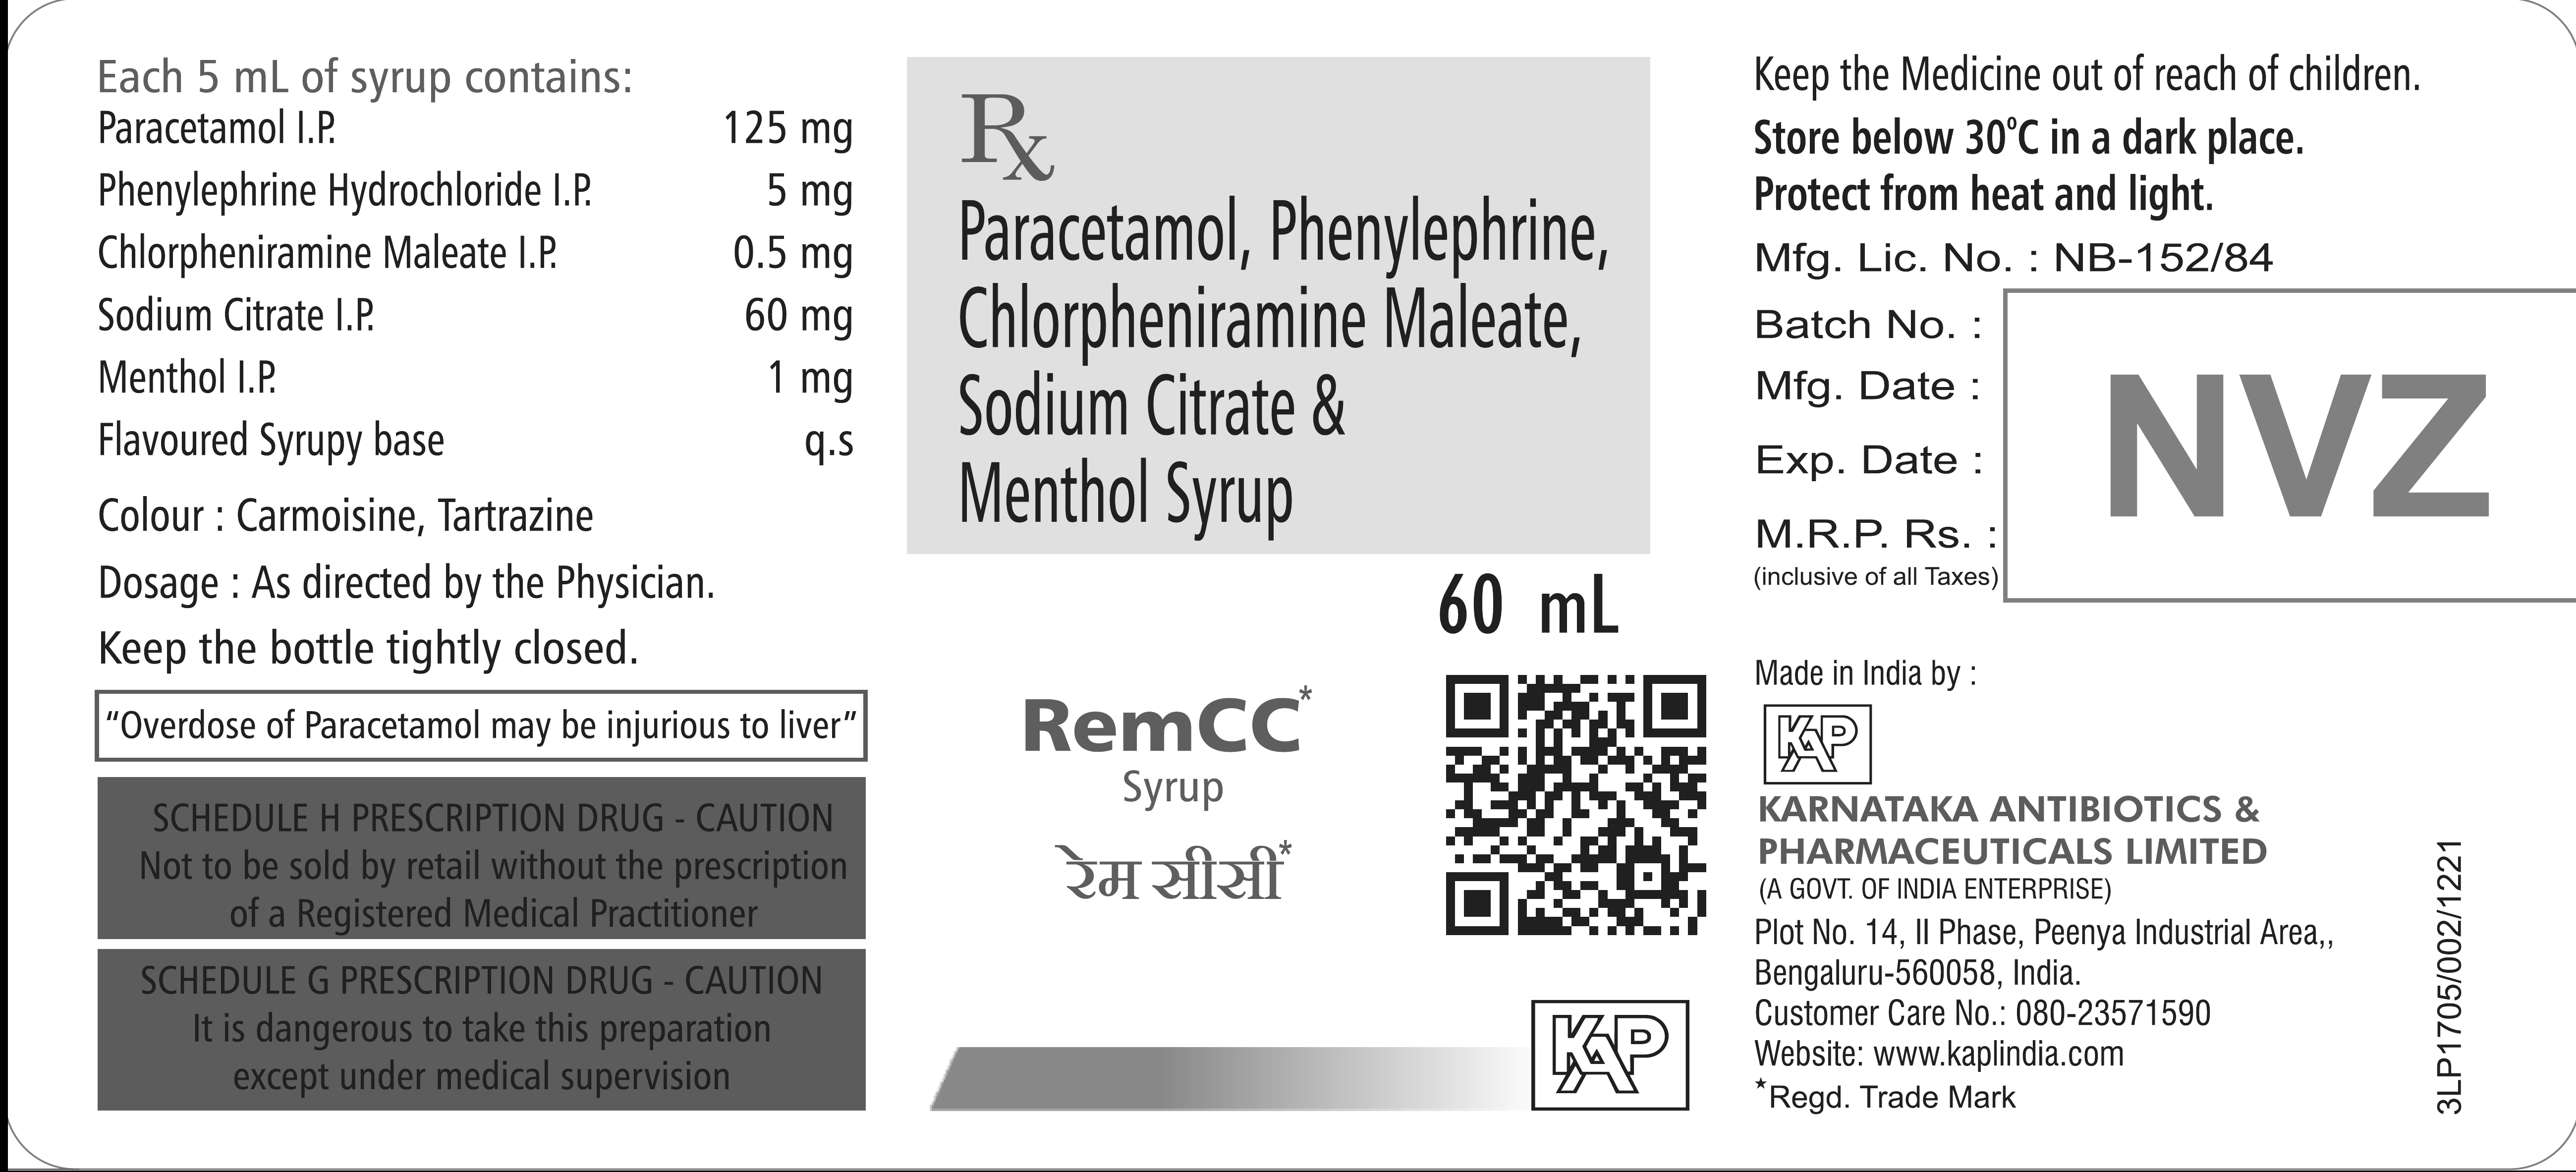 Each 5 mL of syrup contains:
Paracetamol I.P. 125 mg
Phenylephrine Hydrochloride I.P. 5 mg
Chlorpheniramine Maleate I.P. 0.5 mg
Sodium Citrate I.P. 60 mg
Menthol I.P. 1 mg
Flavoured Syrupy base q.s
Colour : Carmoisine, Tartrazine
Dosage : As directed by the Physician.
Keep the bottle tightly closed.
“Overdose of Paracetamol may be injurious to liver”
SCHEDULE H PRESCRIPTION DRUG - CAUTION
Not to be sold by retail without the prescription
of a Registered Medical Practitioner
SCHEDULE G PRESCRIPTION DRUG - CAUTION
It is dangerous to take this preparation
except under medical supervision
Rx
Paracetamol, Phenylephrine,
Chlorpheniramine Maleate,
Sodium Citrate &
Menthol Syrup
60 mL
RemCC*
Syrup
रेम सीसी*
KAP
Keep the Medicine out of reach of children.
Store below 30°C in a dark place.
Protect from heat and light.
Mfg. Lic. No. : NB-152/84
Batch No. :
Mfg. Date :
Exp. Date :
M.R.P. Rs. :
(inclusive of all Taxes)
NVZ
Made in India by :
KAP
KARNATAKA ANTIBIOTICS &
PHARMACEUTICALS LIMITED
(A GOVT. OF INDIA ENTERPRISE)
Plot No. 14, II Phase, Peenya Industrial Area,,
Bengaluru-560058, India.
Customer Care No.: 080-23571590
Website: www.kaplindia.com
*Regd. Trade Mark
3LP1705/002/1221